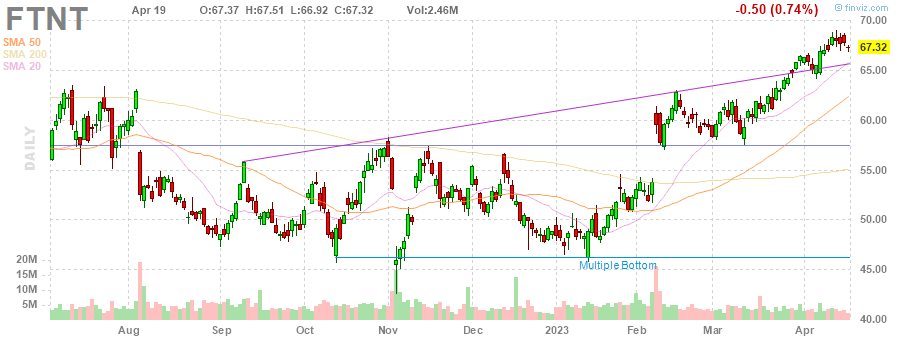 FTNT
Apr 19 O:67.37 H:67.51 L:66.92 C:67.32 Vol:2.46M -0.50 (0.74%) © finviz.com
SMA 50
SMA 200
SMA 20
DAILY
70.00
67.32
65.00
60.00
55.00
50.00
45.00
40.00
20M
15M
10M
5M
Multiple Bottom
Aug Sep Oct Nov Dec 2023 Feb Mar Apr